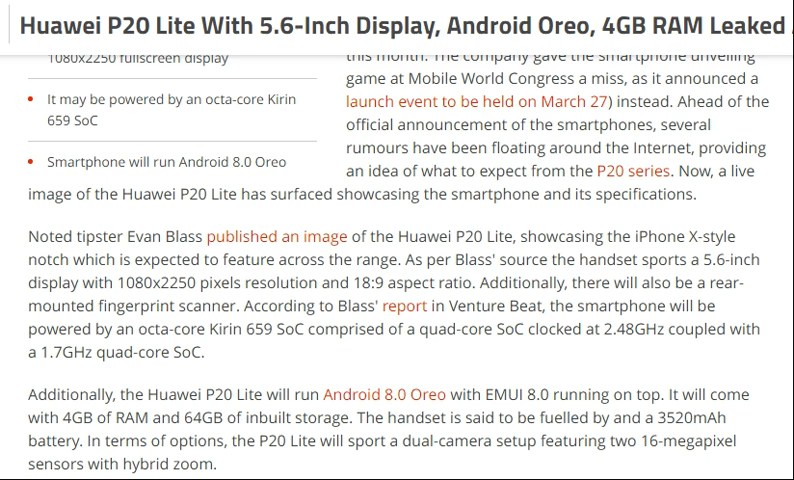 Huawei P20 Lite With 5.6-Inch Display, Android Oreo, 4GB RAM Leaked
1080x2250 fullscreen display
It may be powered by an octa-core Kirin
659 SoC
Smartphone will run Android 8.0 Oreo
this month. The company gave the smartphone unveiling
game at Mobile World Congress a miss, as it announced a
launch event to be held on March 27) instead. Ahead of the
official announcement of the smartphones, several
rumours have been floating around the Internet, providing
an idea of what to expect from the P20 series. Now, a live
image of the Huawei P20 Lite has surfaced showcasing the smartphone and its specifications.
Noted tipster Evan Blass published an image of the Huawei P20 Lite, showcasing the iPhone X-style
notch which is expected to feature across the range. As per Blass' source the handset sports a 5.6-inch
display with 1080x2250 pixels resolution and 18:9 aspect ratio. Additionally, there will also be a rear-
mounted fingerprint scanner. According to Blass' report in Venture Beat, the smartphone will be
powered by an octa-core Kirin 659 SoC comprised of a quad-core SoC clocked at 2.48GHz coupled with
a 1.7GHz quad-core SoC.
Additionally, the Huawei P20 Lite will run Android 8.0 Oreo with EMUI 8.0 running on top. It will come
with 4GB of RAM and 64GB of inbuilt storage. The handset is said to be fuelled by and a 3520mAh
battery. In terms of options, the P20 Lite will sport a dual-camera setup featuring two 16-megapixel
sensors with hybrid zoom.